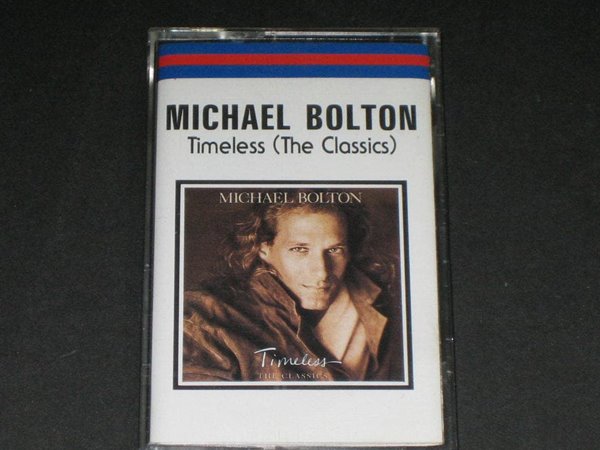 MICHAEL BOLTON
Timeless (The Classics)
MICHAEL BOLTON
Timeless
THE CLASSICS